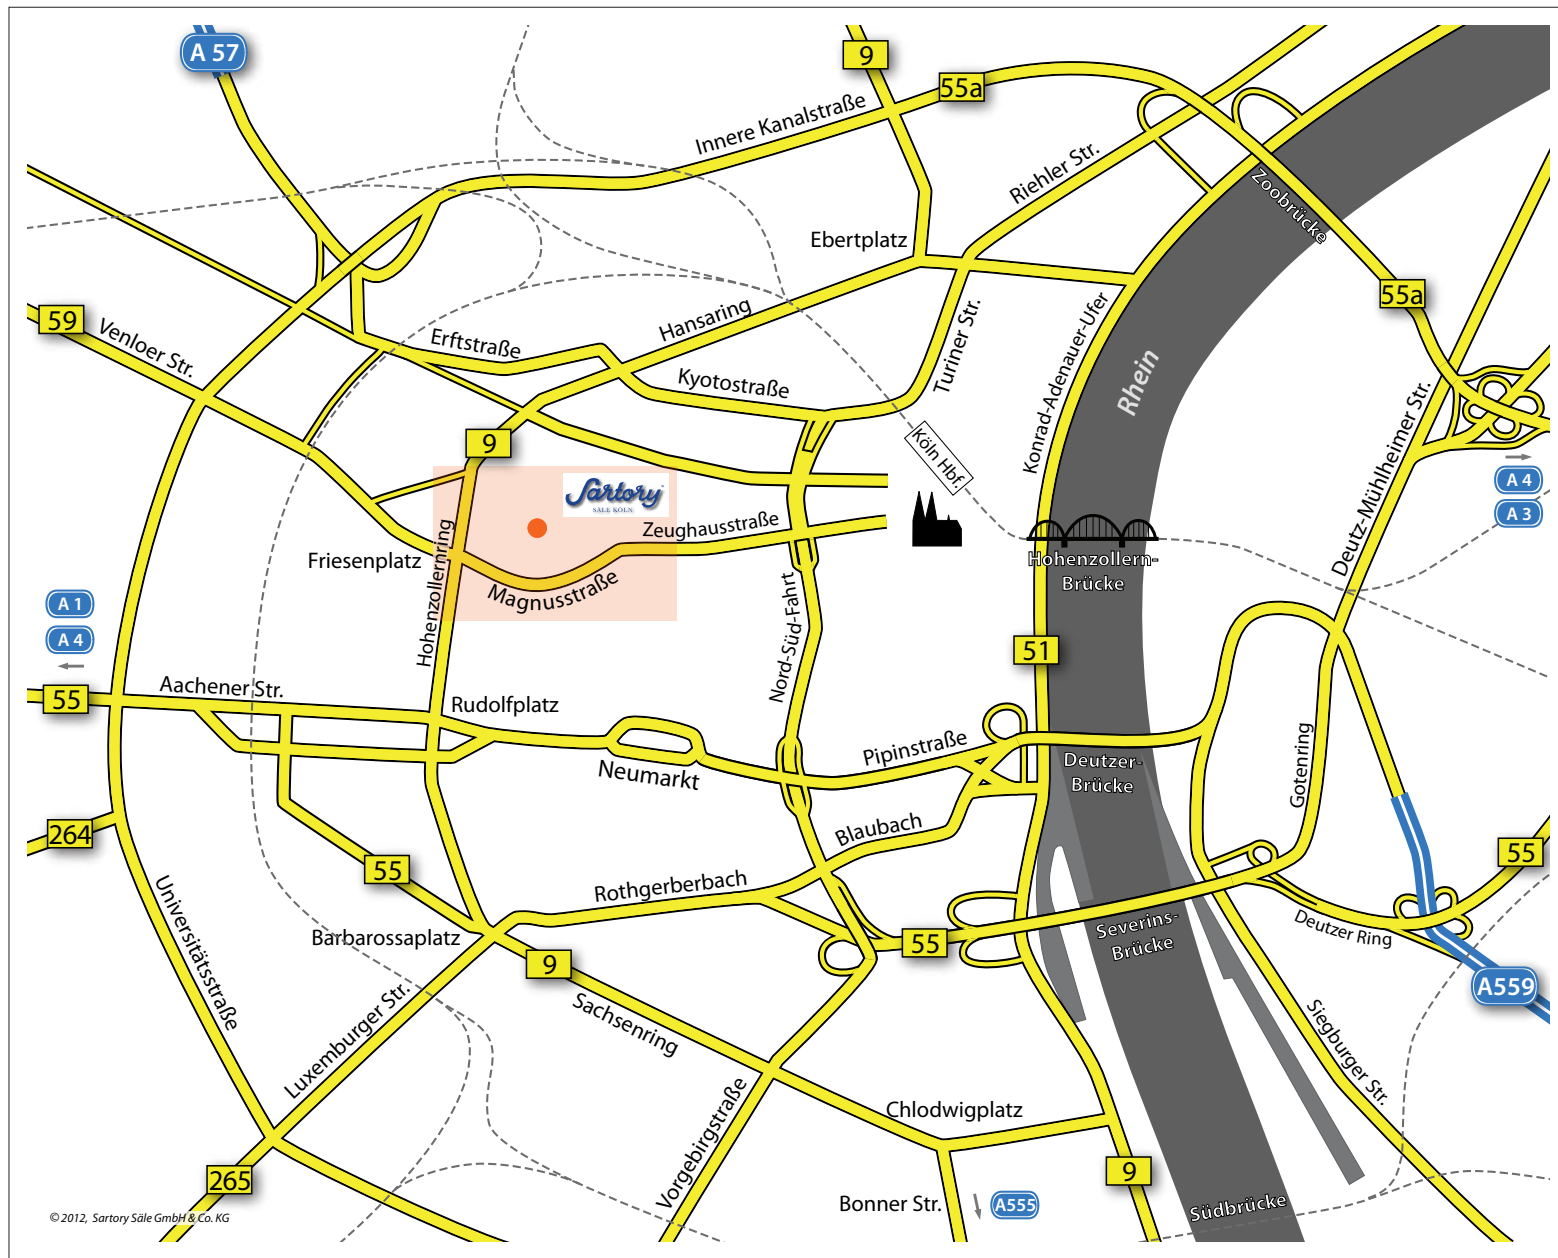 A 57
9
55a
Innere Kanalstraße
Riehler Str.
Zoobrücke
Ebertplatz
55a
59
Venloer Str.
Erftstraße
Hansaring
Kyotostraße
Turiner Str.
Konrad-Adenauer-Ufer
Rhein
Deutz-Mühlheimer Str.
9
Köln Hbf.
A 4
A 3
Sartory
SÄLE KÖLN
Zeughausstraße
Friesenplatz
Hohenzollernring
Magnusstraße
Nord-Süd-Fahrt
Hohenzollern-
Brücke
A 1
A 4
51
55
Aachener Str.
Rudolfplatz
Neumarkt
Pipinstraße
Deutzer-
Brücke
Gotenring
264
Blaubach
55
55
Rothgerberbach
Universitätsstraße
Barbarossaplatz
9
55
Severins-
Brücke
Deutzer Ring
A559
Luxemburger Str.
Sachsenring
Siegburger Str.
Vorgebirgstraße
Chlodwigplatz
265
9
Bonner Str.
A555
Südbrücke
© 2012, Sartory Säle GmbH & Co. KG